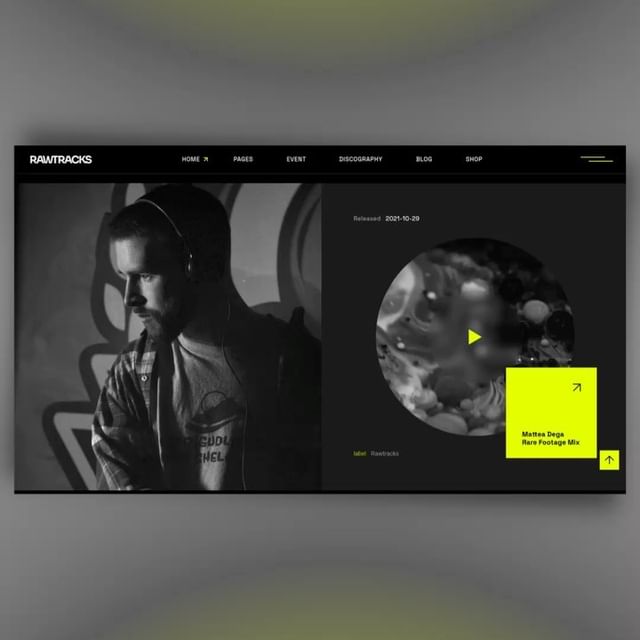 RAWTRACKS
HOME PAGES EVENT DISCOGRAPHY BLOG SHOP
Released 2021-10-29
Mattea Dega
Rare Footage Mix
label Rawtracks